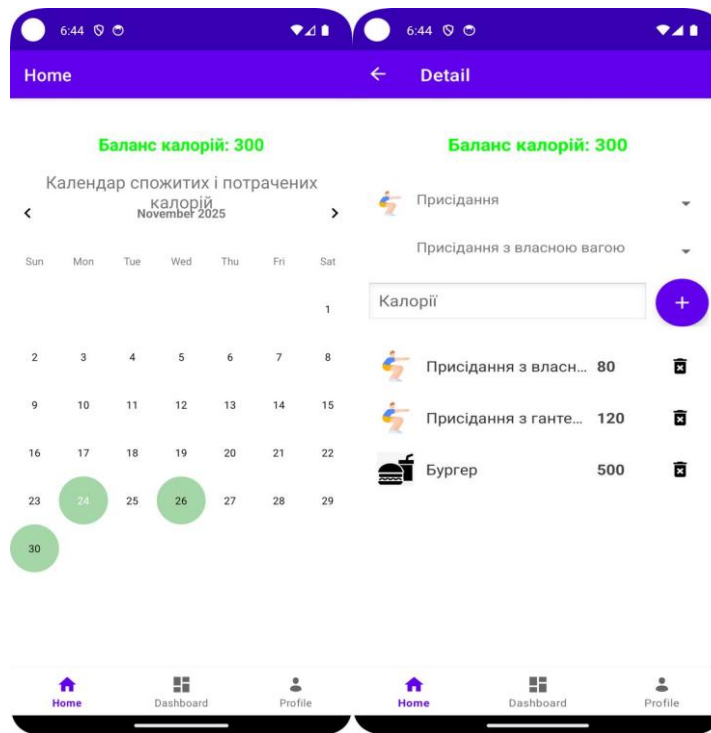 6:44
Home
Баланс калорій: 300
Календар спожитих і потрачених
калорій
November 2025
Sun Mon Tue Wed Thu Fri Sat
1
2 3 4 5 6 7 8
9 10 11 12 13 14 15
16 17 18 19 20 21 22
23 24 25 26 27 28 29
30
Home Dashboard Profile
6:44
Detail
Баланс калорій: 300
Присідання
Присідання з власною вагою
Калорії
+
Присідання з власн... 80
Присідання з ганте... 120
Бургер 500
Home Dashboard Profile